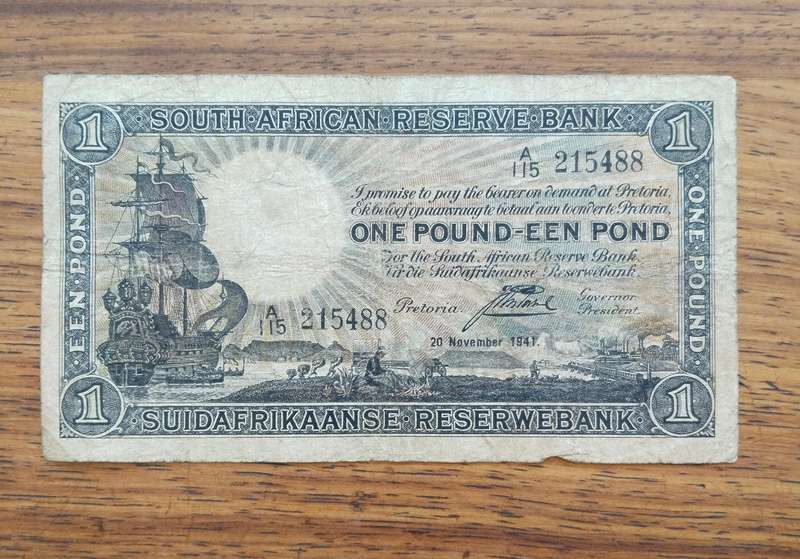 1 · SOUTH · AFRICAN · RESERVE · BANK · 1
A/115 215488
I promise to pay the bearer on demand at Pretoria,
Ek beloof op aanvraag te betaal aan toonder te Pretoria,
ONE POUND-EEN POND
For the South African Reserve Bank.
Vir die Suidafrikaanse Reserwebank.
A/115 215488
Pretoria. Governor
President.
20 November 1941.
· EEN · POND ·
· ONE · POUND ·
1 · SUIDAFRIKAANSE · RESERWEBANK · 1